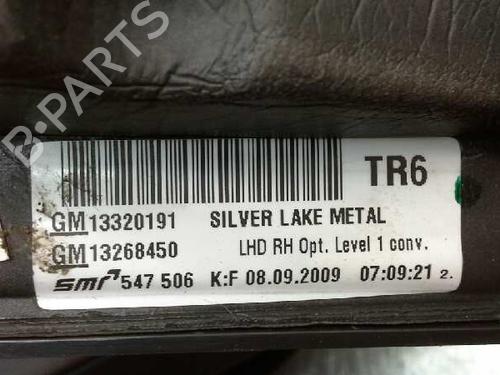 B-PARTS
TR6
GM13320191 SILVER LAKE METAL
GM13268450 LHD RH Opt. Level 1 conv.
smr 547 506 K:F 08.09.2009 07:09:21 2.